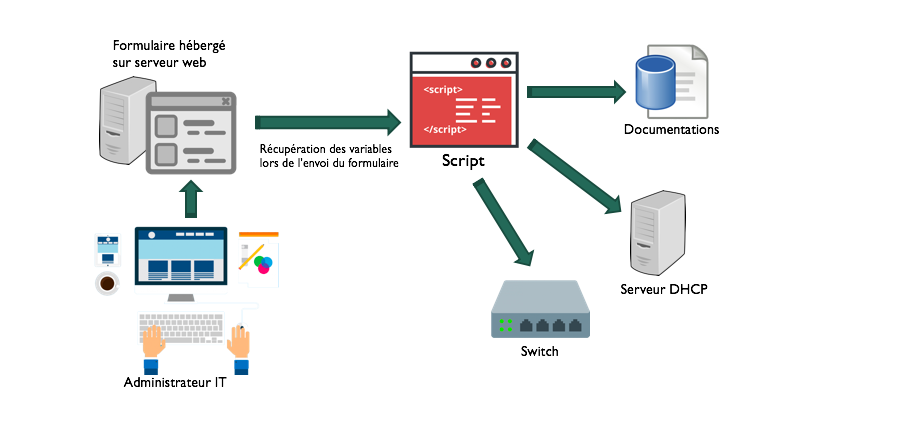 Formulaire hébergé
sur serveur web
<script>
</script>
Script
Récupération des variables
lors de l'envoi du formulaire
Documentations
Serveur DHCP
Switch
Administrateur IT